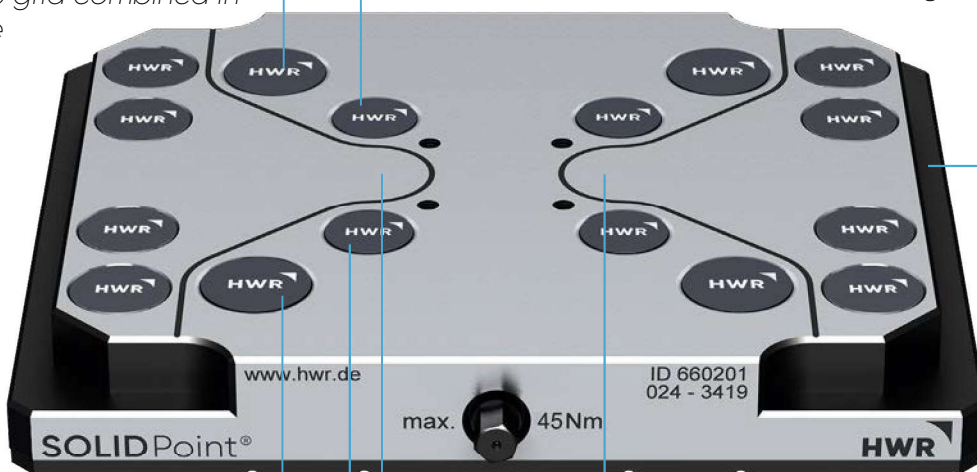 grid combined in
HWR HWR HWR HWR
HWR HWR HWR HWR
HWR HWR HWR HWR
HWR HWR HWR HWR
www.hwr.de
ID 660201
024 - 3419
max. 45Nm
SOLIDPoint®
HWR